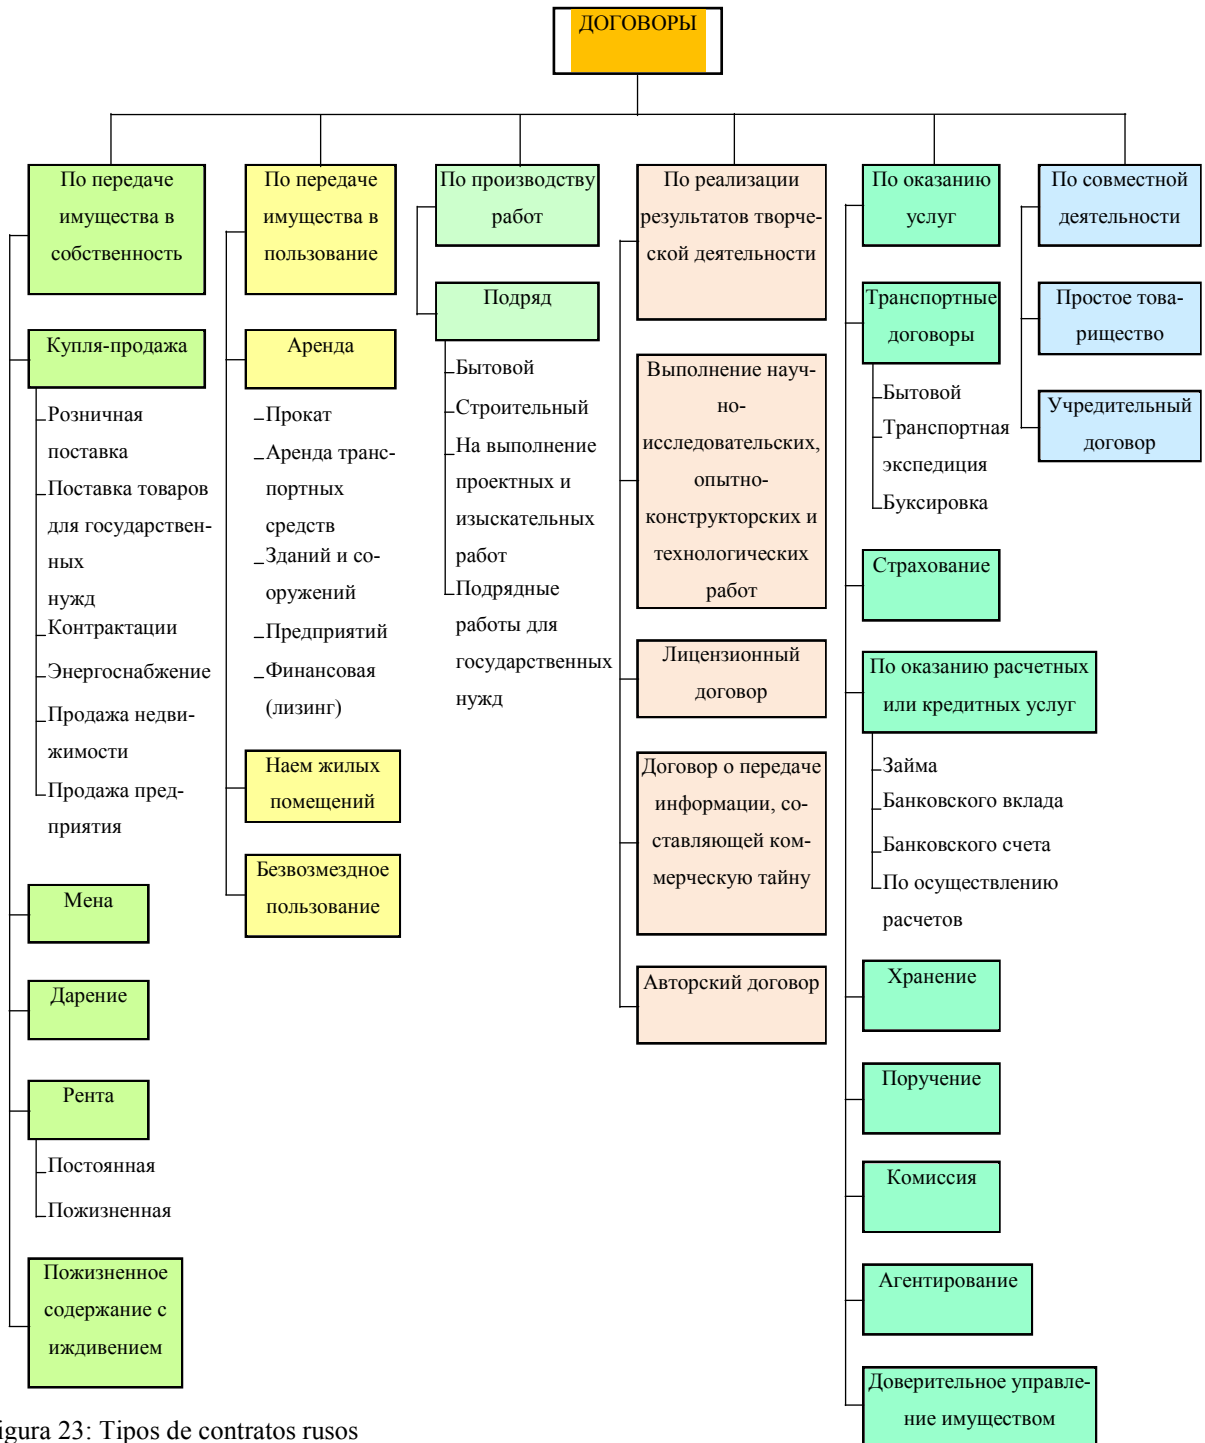 ДОГОВОРЫ
По передаче
имущества в
собственность
Купля-продажа
Розничная
поставка
Поставка товаров
для государствен-
ных
нужд
Контрактации
Энергоснабжение
Продажа недви-
жимости
Продажа пред-
приятия
Мена
Дарение
Рента
Постоянная
Пожизненная
Пожизненное
содержание с
иждивением
По передаче
имущества в
пользование
Аренда
Прокат
Аренда транс-
портных
средств
Зданий и со-
оружений
Предприятий
Финансовая
(лизинг)
Наем жилых
помещений
Безвозмездное
пользование
По производству
работ
Подряд
Бытовой
Строительный
На выполнение
проектных и
изыскательных
работ
Подрядные
работы для
государственных
нужд
По реализации
результатов творче-
ской деятельности
Выполнение науч-
но-
исследовательских,
опытно-
конструкторских и
технологических
работ
Лицензионный
договор
Договор о передаче
информации, со-
ставляющей ком-
мерческую тайну
Авторский договор
По оказанию
услуг
Транспортные
договоры
Бытовой
Транспортная
экспедиция
Буксировка
Страхование
По оказанию расчетных
или кредитных услуг
Займа
Банковского вклада
Банковского счета
По осуществлению
расчетов
Хранение
Поручение
Комиссия
Агентирование
Доверительное управле-
ние имуществом
По совместной
деятельности
Простое това-
рищество
Учредительный
договор
igura 23: Tipos de contratos rusos